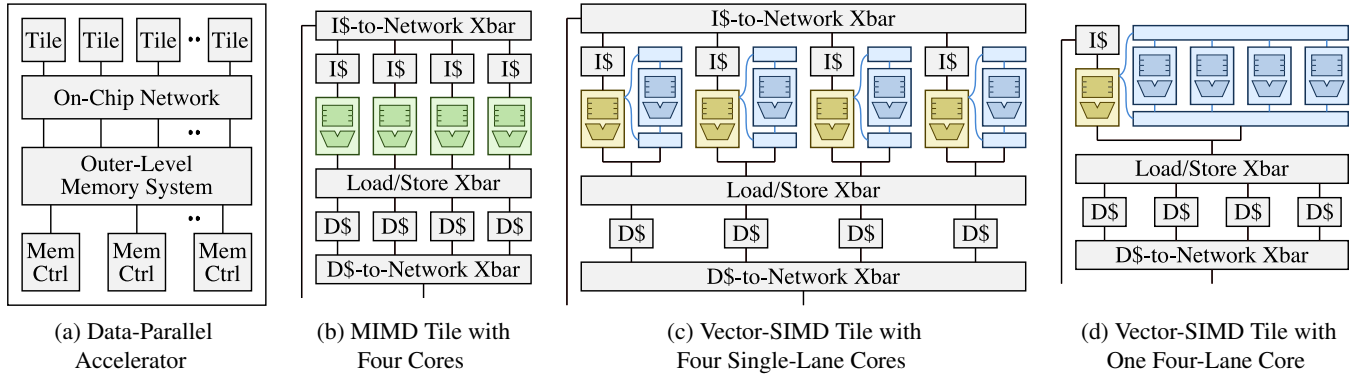 Tile Tile Tile •• Tile
On-Chip Network
••
Outer-Level
Memory System
••
Mem Mem Mem
Ctrl Ctrl Ctrl
(a) Data-Parallel
Accelerator
I$-to-Network Xbar
I$ I$ I$ I$
Load/Store Xbar
D$ D$ D$ D$
D$-to-Network Xbar
(b) MIMD Tile with
Four Cores
I$-to-Network Xbar
I$ I$ I$ I$
Load/Store Xbar
D$ D$ D$ D$
D$-to-Network Xbar
(c) Vector-SIMD Tile with
Four Single-Lane Cores
I$
Load/Store Xbar
D$ D$ D$ D$
D$-to-Network Xbar
(d) Vector-SIMD Tile with
One Four-Lane Core